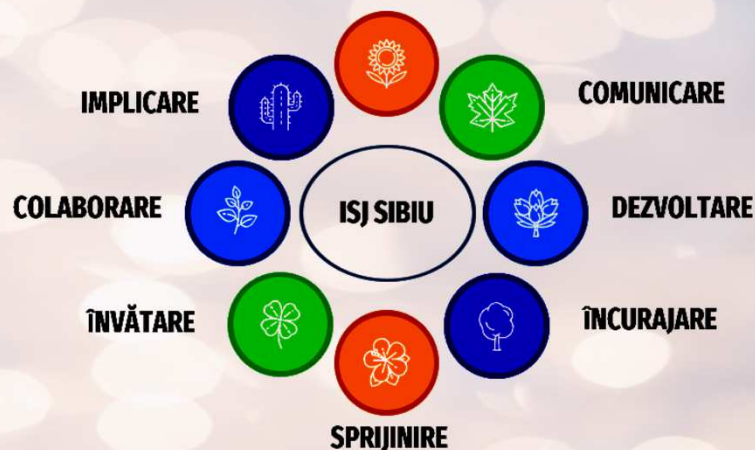 IMPLICARE
COMUNICARE
COLABORARE
ISJ SIBIU
DEZVOLTARE
ÎNVĂTARE
ÎNCURAJARE
SPRIJINIRE